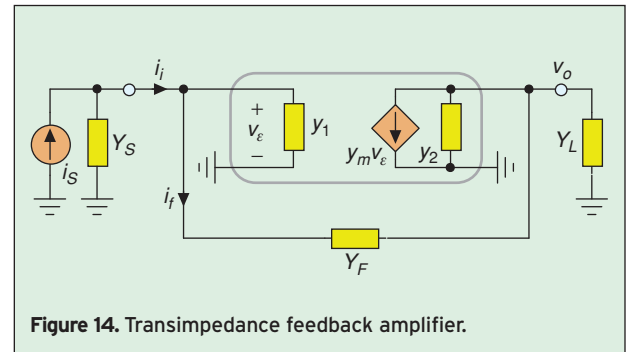 i_i
v_o
+
v_ε
−
y_1
Y_S
i_S
y_m v_ε
y_2
Y_L
i_f
Y_F
Figure 14. Transimpedance feedback amplifier.